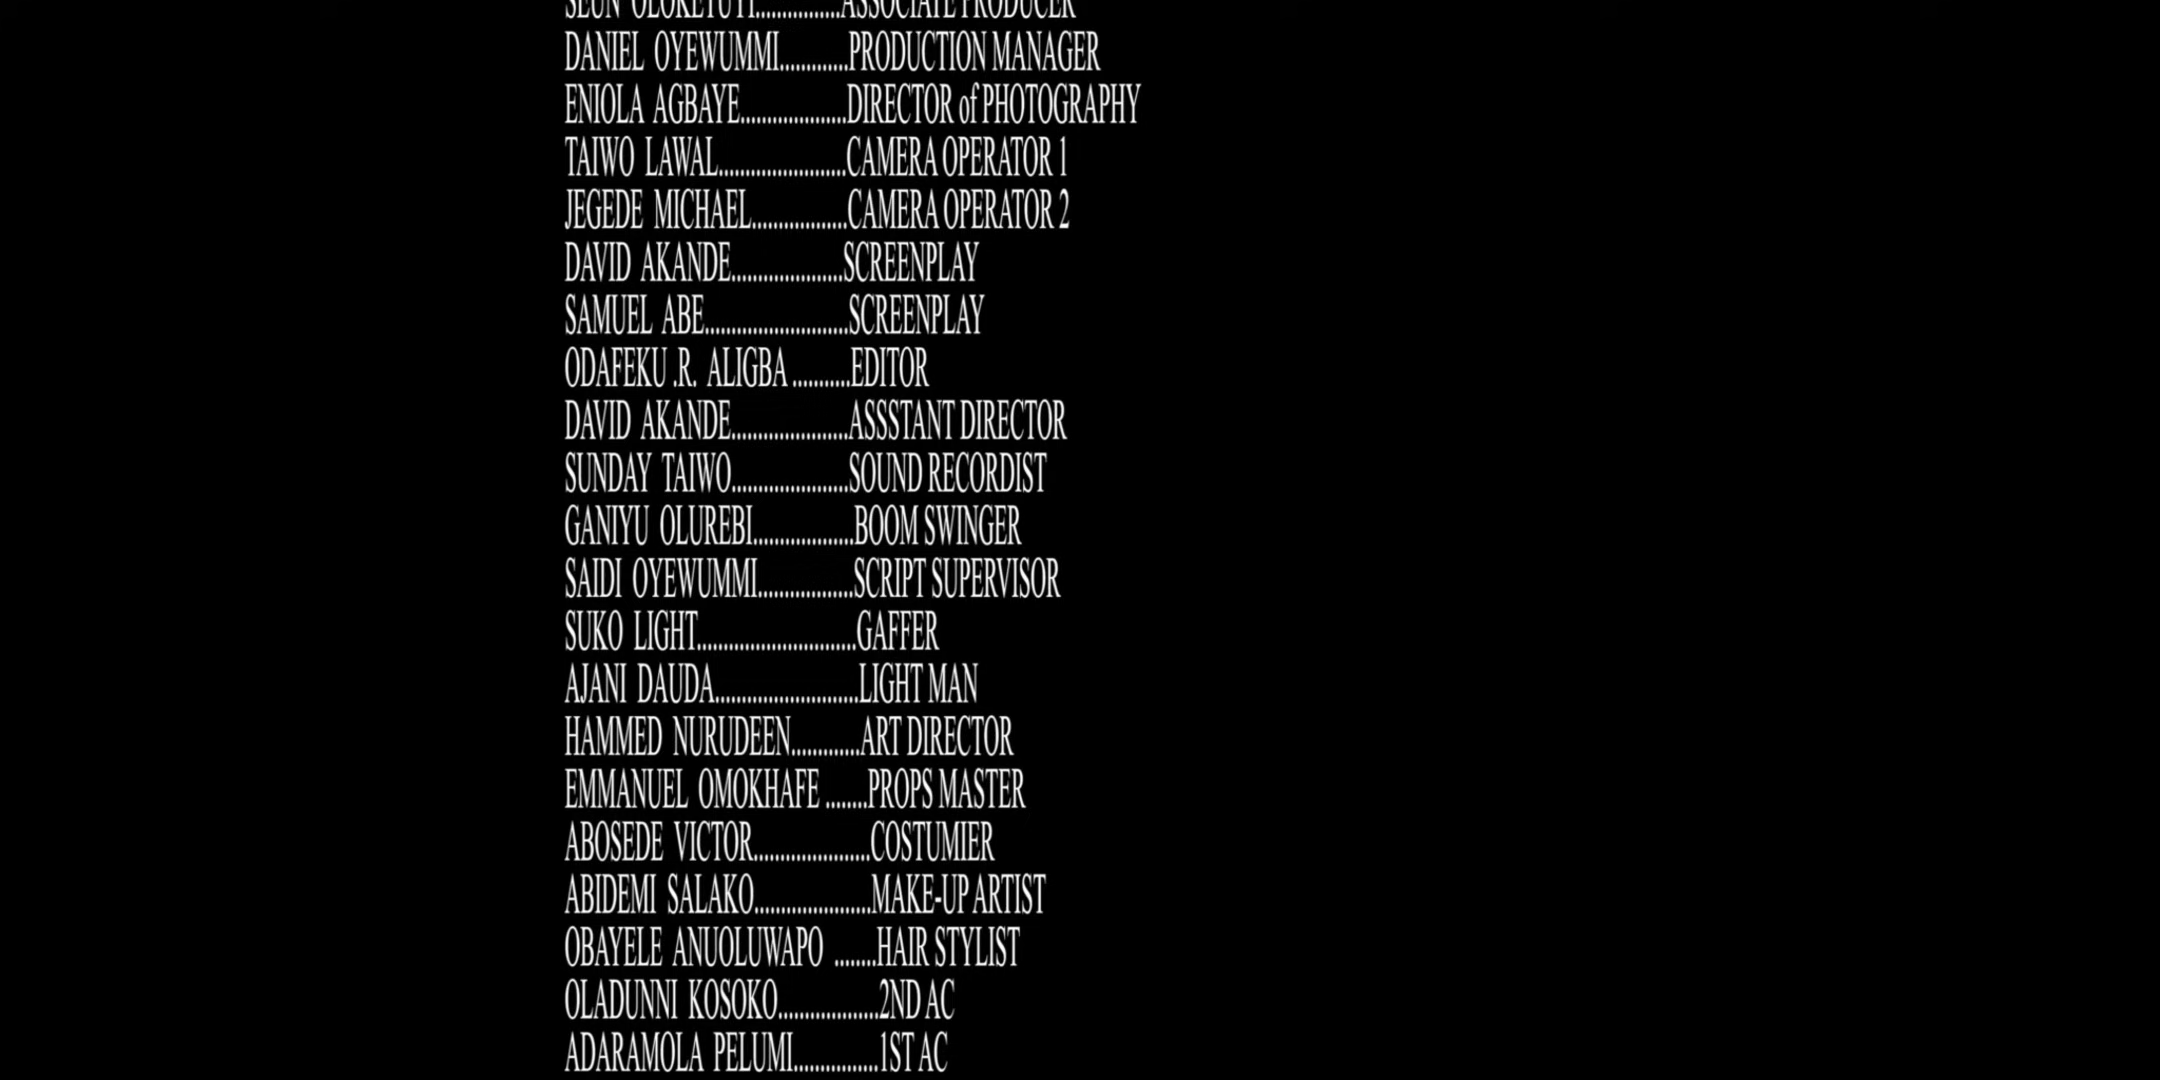 SEUN OLOKETUYI................ASSOCIATE PRODUCER
DANIEL OYEWUMMI.............PRODUCTION MANAGER
ENIOLA AGBAYE....................DIRECTOR of PHOTOGRAPHY
TAIWO LAWAL........................CAMERA OPERATOR 1
JEGEDE MICHAEL..................CAMERA OPERATOR 2
DAVID AKANDE.....................SCREENPLAY
SAMUEL ABE...........................SCREENPLAY
ODAFEKU .R. ALIGBA ...........EDITOR
DAVID AKANDE......................ASSSTANT DIRECTOR
SUNDAY TAIWO......................SOUND RECORDIST
GANIYU OLUREBI...................BOOM SWINGER
SAIDI OYEWUMMI..................SCRIPT SUPERVISOR
SUKO LIGHT..............................GAFFER
AJANI DAUDA...........................LIGHT MAN
HAMMED NURUDEEN.............ART DIRECTOR
EMMANUEL OMOKHAFE ........PROPS MASTER
ABOSEDE VICTOR......................COSTUMIER
ABIDEMI SALAKO......................MAKE-UP ARTIST
OBAYELE ANUOLUWAPO ........HAIR STYLIST
OLADUNNI KOSOKO...................2ND AC
ADARAMOLA PELUMI................1ST AC